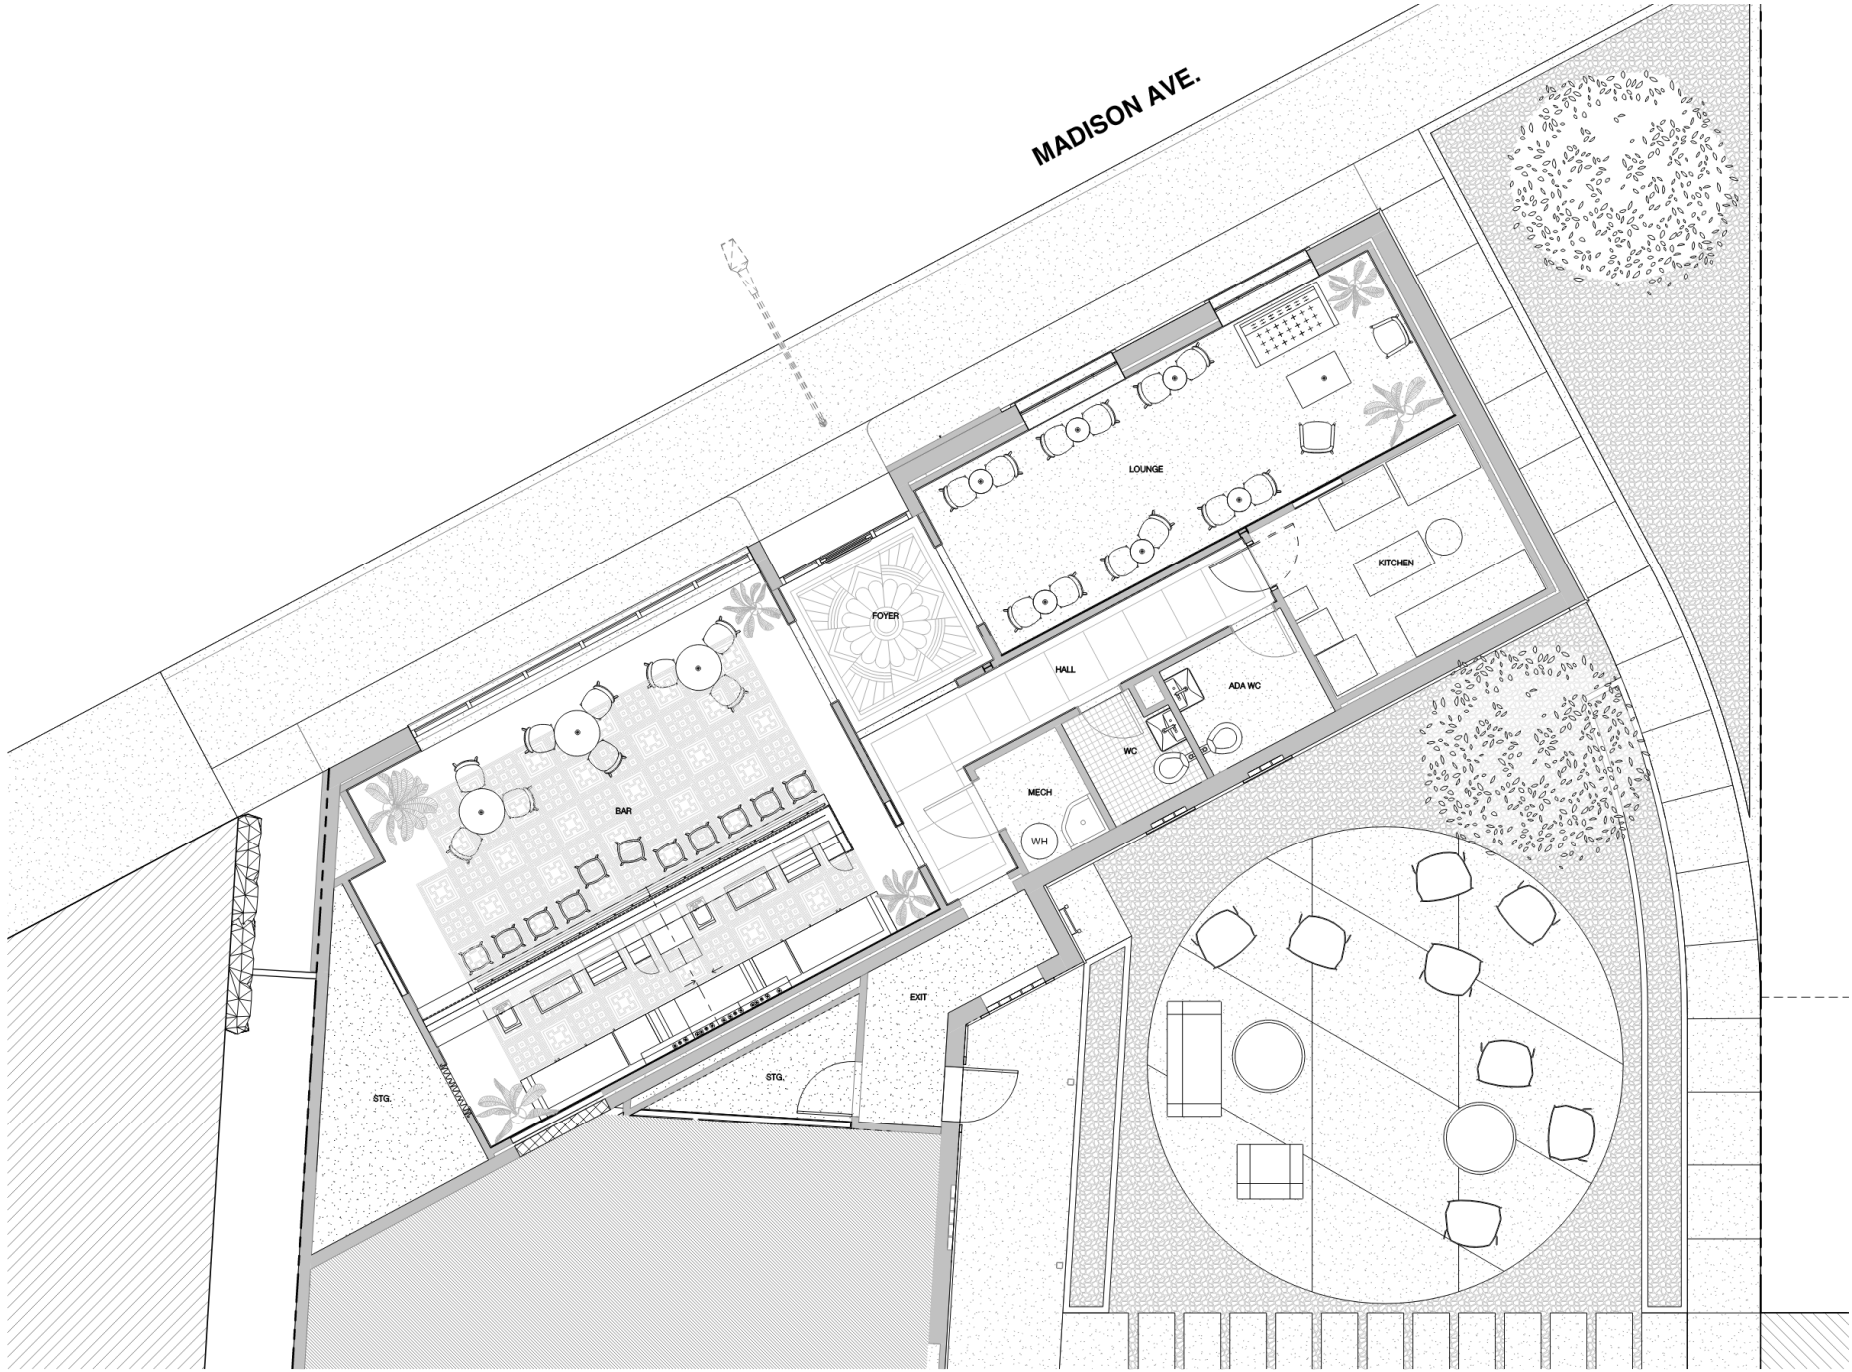 MADISON AVE.
LOUNGE
KITCHEN
FOYER
HALL
ADA WC
WC
MECH
BAR
WH
EXIT
STG.
STG.